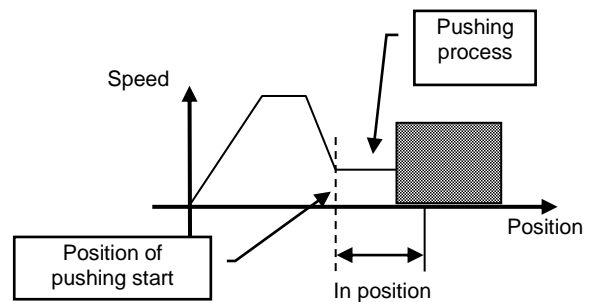 Pushing
process
Speed
Position
Position of
pushing start
In position